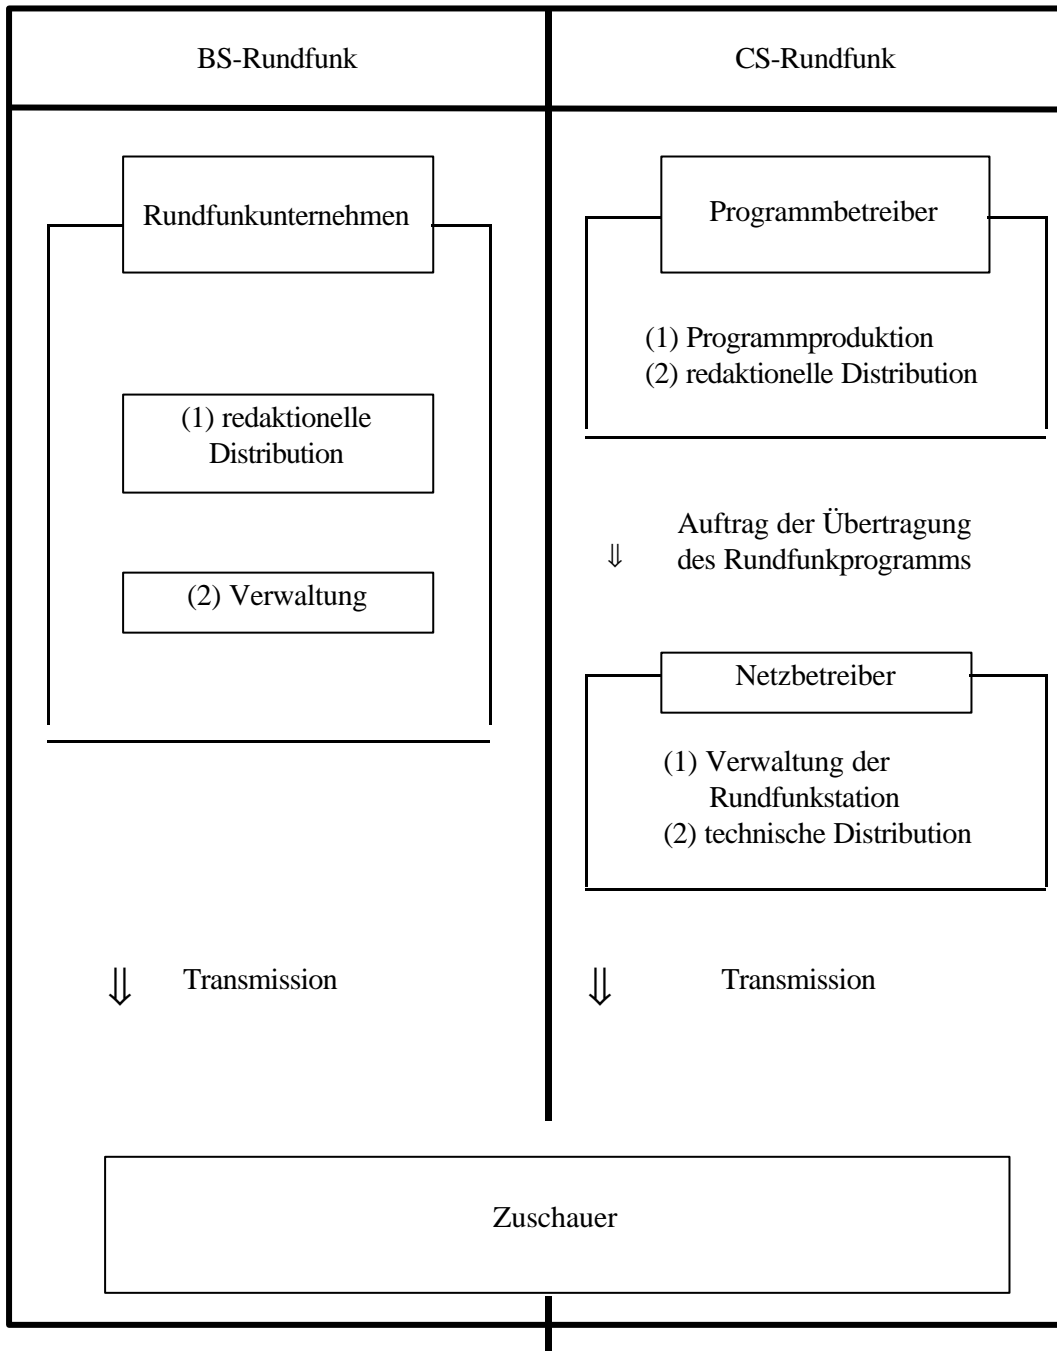 BS-Rundfunk
CS-Rundfunk
Rundfunkunternehmen
(1) redaktionelle
Distribution
(2) Verwaltung
⇓ Transmission
Programmbetreiber
(1) Programmproduktion
(2) redaktionelle Distribution
Auftrag der Übertragung
⇓ des Rundfunkprogramms
Netzbetreiber
(1) Verwaltung der
Rundfunkstation
(2) technische Distribution
⇓ Transmission
Zuschauer